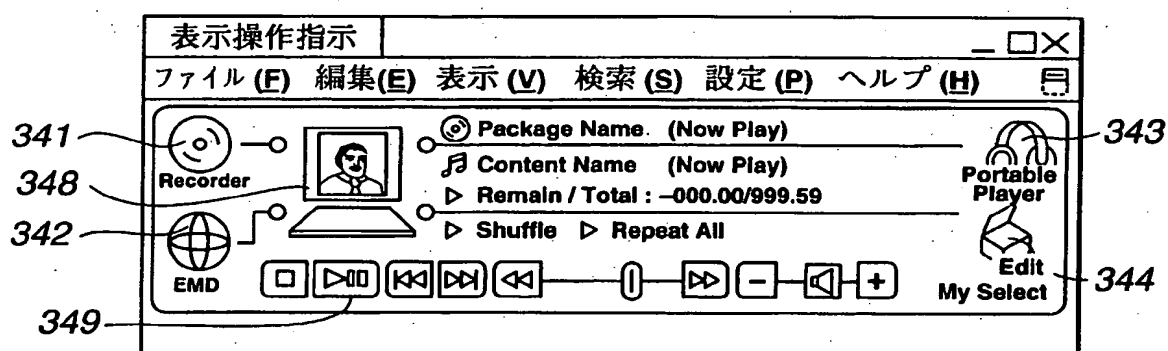 表示操作指示
ファイル (F) 編集(E) 表示 (V) 検索 (S) 設定 (P) ヘルプ (H)
341
Recorder
348
342
EMD
349
Package Name. (Now Play)
Content Name (Now Play)
Remain / Total : –000.00/999.59
Shuffle Repeat All
343
Portable
Player
Edit
My Select
344